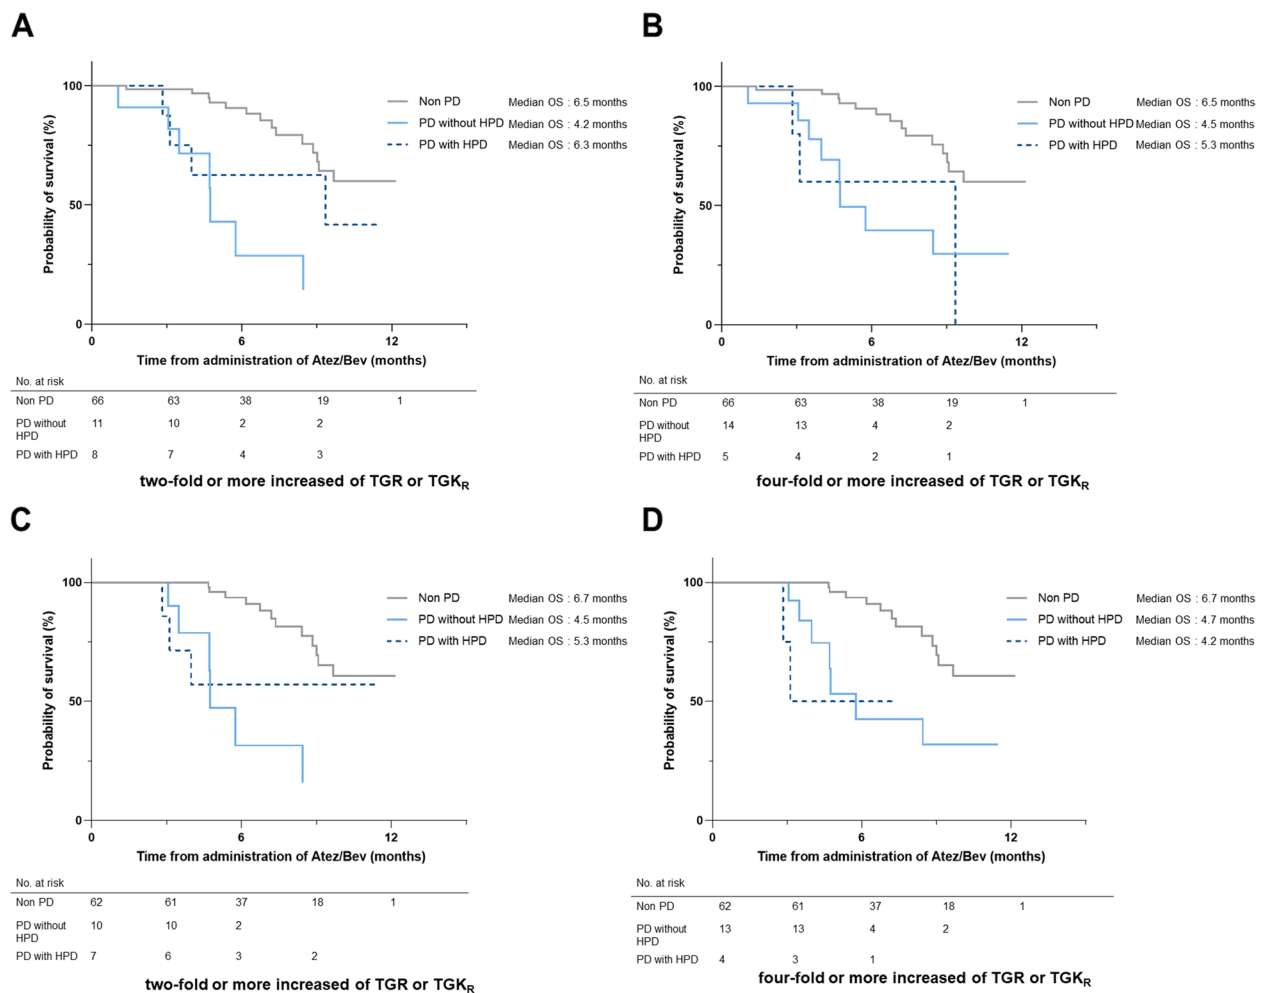 A
Probability of survival (%)
100
50
0
0 6 12
Time from administration of Atez/Bev (months)
Non PD Median OS : 6.5 months
PD without HPD Median OS : 4.2 months
PD with HPD Median OS : 6.3 months
No. at risk
Non PD 66 63 38 19 1
PD without 11 10 2 2
HPD
PD with HPD 8 7 4 3
two-fold or more increased of TGR or TGKR
B
Probability of survival (%)
100
50
0
0 6 12
Time from administration of Atez/Bev (months)
Non PD Median OS : 6.5 months
PD without HPD Median OS : 4.5 months
PD with HPD Median OS : 5.3 months
No. at risk
Non PD 66 63 38 19 1
PD without 14 13 4 2
HPD
PD with HPD 5 4 2 1
four-fold or more increased of TGR or TGKR
C
Probability of survival (%)
100
50
0
0 6 12
Time from administration of Atez/Bev (months)
Non PD Median OS : 6.7 months
PD without HPD Median OS : 4.5 months
PD with HPD Median OS : 5.3 months
No. at risk
Non PD 62 61 37 18 1
PD without 10 10 2
HPD
PD with HPD 7 6 3 2
two-fold or more increased of TGR or TGKR
D
Probability of survival (%)
100
50
0
0 6 12
Time from administration of Atez/Bev (months)
Non PD Median OS : 6.7 months
PD without HPD Median OS : 4.7 months
PD with HPD Median OS : 4.2 months
No. at risk
Non PD 62 61 37 18 1
PD without 13 13 4 2
HPD
PD with HPD 4 3 1
four-fold or more increased of TGR or TGKR